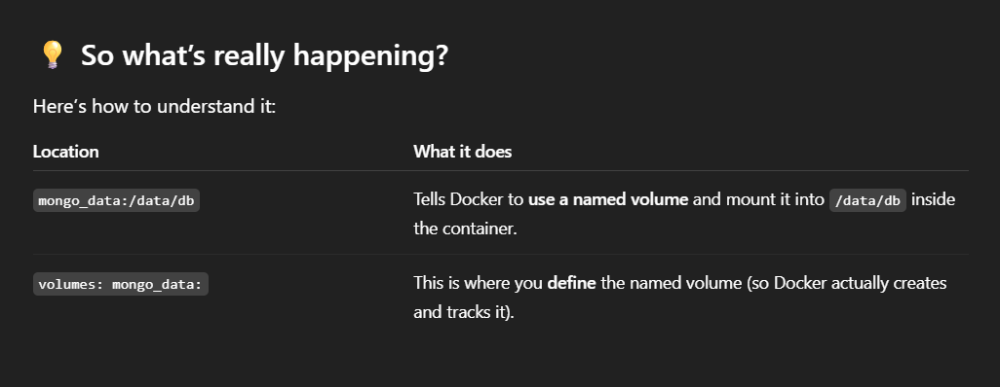 💡 So what’s really happening?
Here’s how to understand it:
Location What it does
mongo_data:/data/db Tells Docker to use a named volume and mount it into /data/db inside
the container.
volumes: mongo_data: This is where you define the named volume (so Docker actually creates
and tracks it).